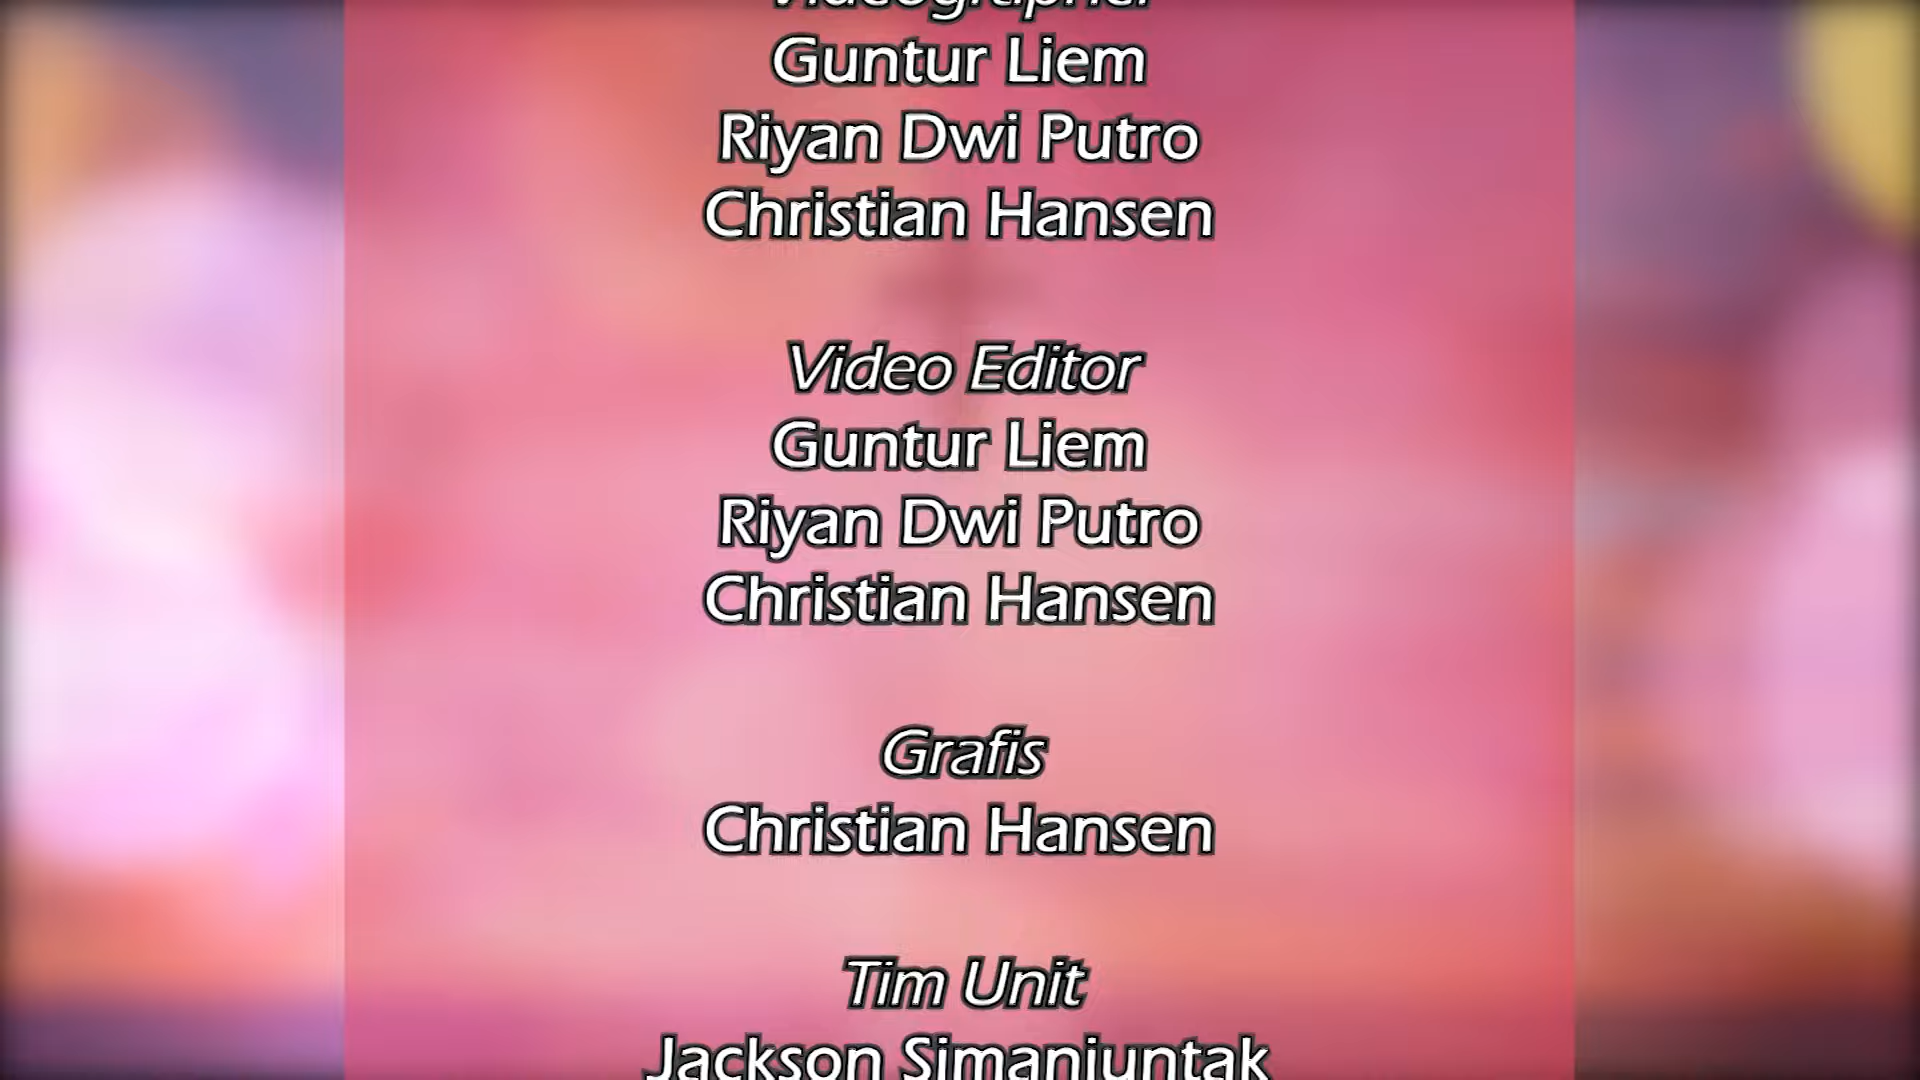 Videographer
Guntur Liem
Riyan Dwi Putro
Christian Hansen
Video Editor
Guntur Liem
Riyan Dwi Putro
Christian Hansen
Grafis
Christian Hansen
Tim Unit
Jackson Simanjuntak